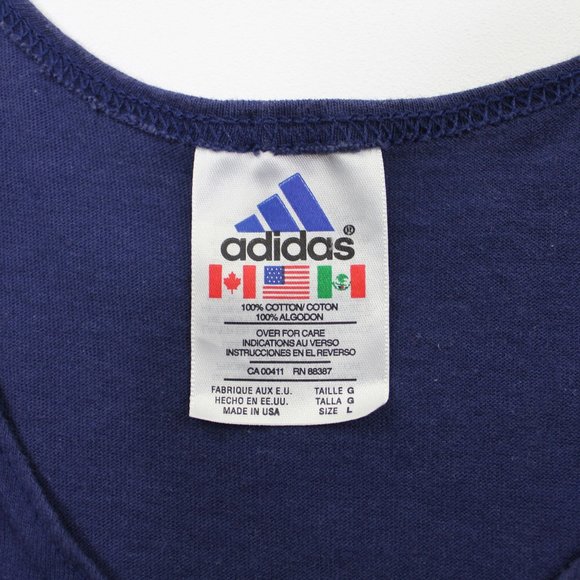 adidas®
100% COTTON/COTON
100% ALGODON
OVER FOR CARE
INDICATIONS AU VERSO
INSTRUCCIONES EN EL REVERSO
CA 00411 RN 88387
FABRIQUE AUX E.U. TAILLE G
HECHO EN EE.UU. TALLA G
MADE IN USA SIZE L